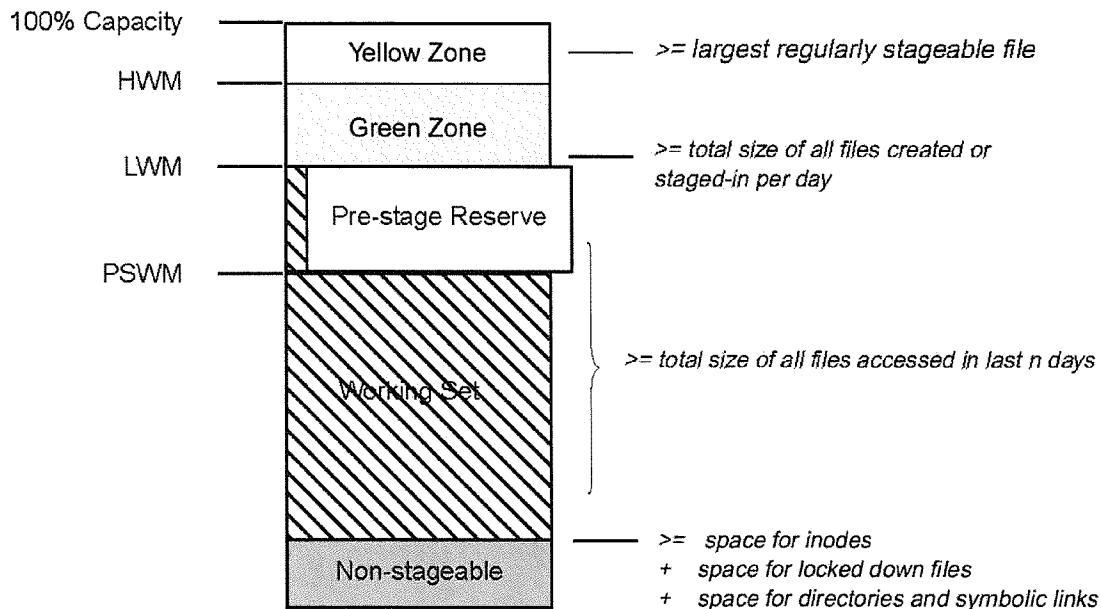 100% Capacity
Yellow Zone
>= largest regularly stageable file
HWM
Green Zone
>= total size of all files created or
staged-in per day
LWM
Pre-stage Reserve
PSWM
>= total size of all files accessed in last n days
Working Set
>= space for inodes
Non-stageable
+ space for locked down files
+ space for directories and symbolic links